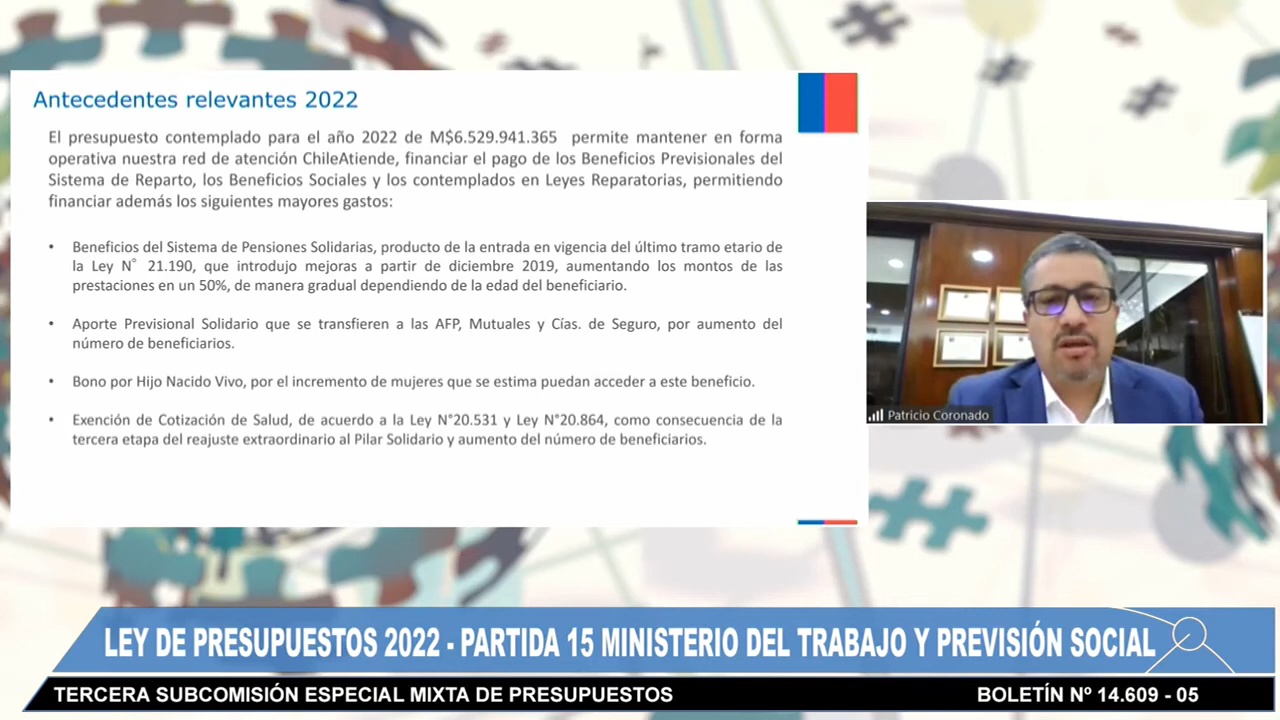 Antecedentes relevantes 2022
El presupuesto contemplado para el año 2022 de M$6.529.941.365 permite mantener en forma
operativa nuestra red de atención ChileAtiende, financiar el pago de los Beneficios Previsionales del
Sistema de Reparto, los Beneficios Sociales y los contemplados en Leyes Reparatorias, permitiendo
financiar además los siguientes mayores gastos:
• Beneficios del Sistema de Pensiones Solidarias, producto de la entrada en vigencia del último tramo etario de
la Ley N° 21.190, que introdujo mejoras a partir de diciembre 2019, aumentando los montos de las
prestaciones en un 50%, de manera gradual dependiendo de la edad del beneficiario.
• Aporte Previsional Solidario que se transfieren a las AFP, Mutuales y Cías. de Seguro, por aumento del
número de beneficiarios.
• Bono por Hijo Nacido Vivo, por el incremento de mujeres que se estima puedan acceder a este beneficio.
• Exención de Cotización de Salud, de acuerdo a la Ley N°20.531 y Ley N°20.864, como consecuencia de la
tercera etapa del reajuste extraordinario al Pilar Solidario y aumento del número de beneficiarios.
Patricio Coronado
LEY DE PRESUPUESTOS 2022 - PARTIDA 15 MINISTERIO DEL TRABAJO Y PREVISIÓN SOCIAL
TERCERA SUBCOMISIÓN ESPECIAL MIXTA DE PRESUPUESTOS
BOLETÍN Nº 14.609 - 05